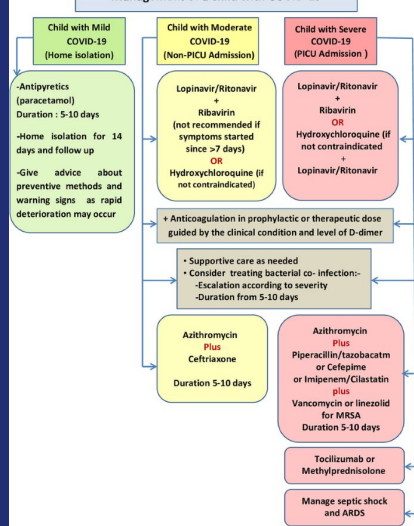 Child with Mild
COVID-19
(Home isolation)
Child with Moderate
COVID-19
(Non-PICU Admission)
Child with Severe
COVID-19
(PICU Admission )
-Antipyretics
(paracetamol)
Duration : 5-10 days
-Home isolation for 14
days and follow up
-Give advice about
preventive methods and
warning signs as rapid
deterioration may occur
Lopinavir/Ritonavir
+
Ribavirin
(not recommended if
symptoms started
since >7 days)
OR
Hydroxychloroquine (if
not contraindicated)
Lopinavir/Ritonavir
+
Ribavirin
OR
Hydroxychloroquine (if
not contraindicated
+
Lopinavir/Ritonavir
+ Anticoagulation in prophylactic or therapeutic dose
guided by the clinical condition and level of D-dimer
• Supportive care as needed
• Consider treating bacterial co- infection:-
-Escalation according to severity
-Duration from 5-10 days
Azithromycin
Plus
Ceftriaxone
Duration 5-10 days
Azithromycin
Plus
Piperacillin/tazobacatm
or Cefepime
or Imipenem/Cilastatin
plus
Vancomycin or linezolid
for MRSA
Duration 5-10 days
Tocilizumab or
Methylprednisolone
Manage septic shock
and ARDS